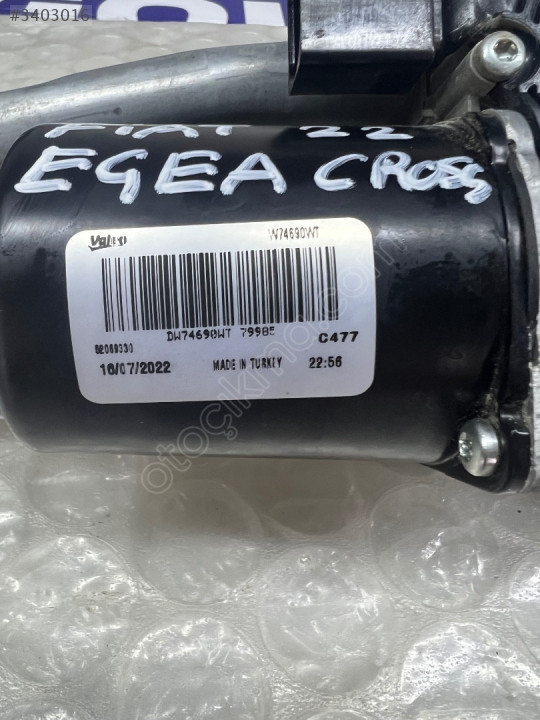 #3403016
FIAT 22
EGEA CROSS
Valeo W74690WT
DW74690WT 79985
C477
02069330
16/07/2022 MADE IN TURKEY 22:56
otoçıkma.com